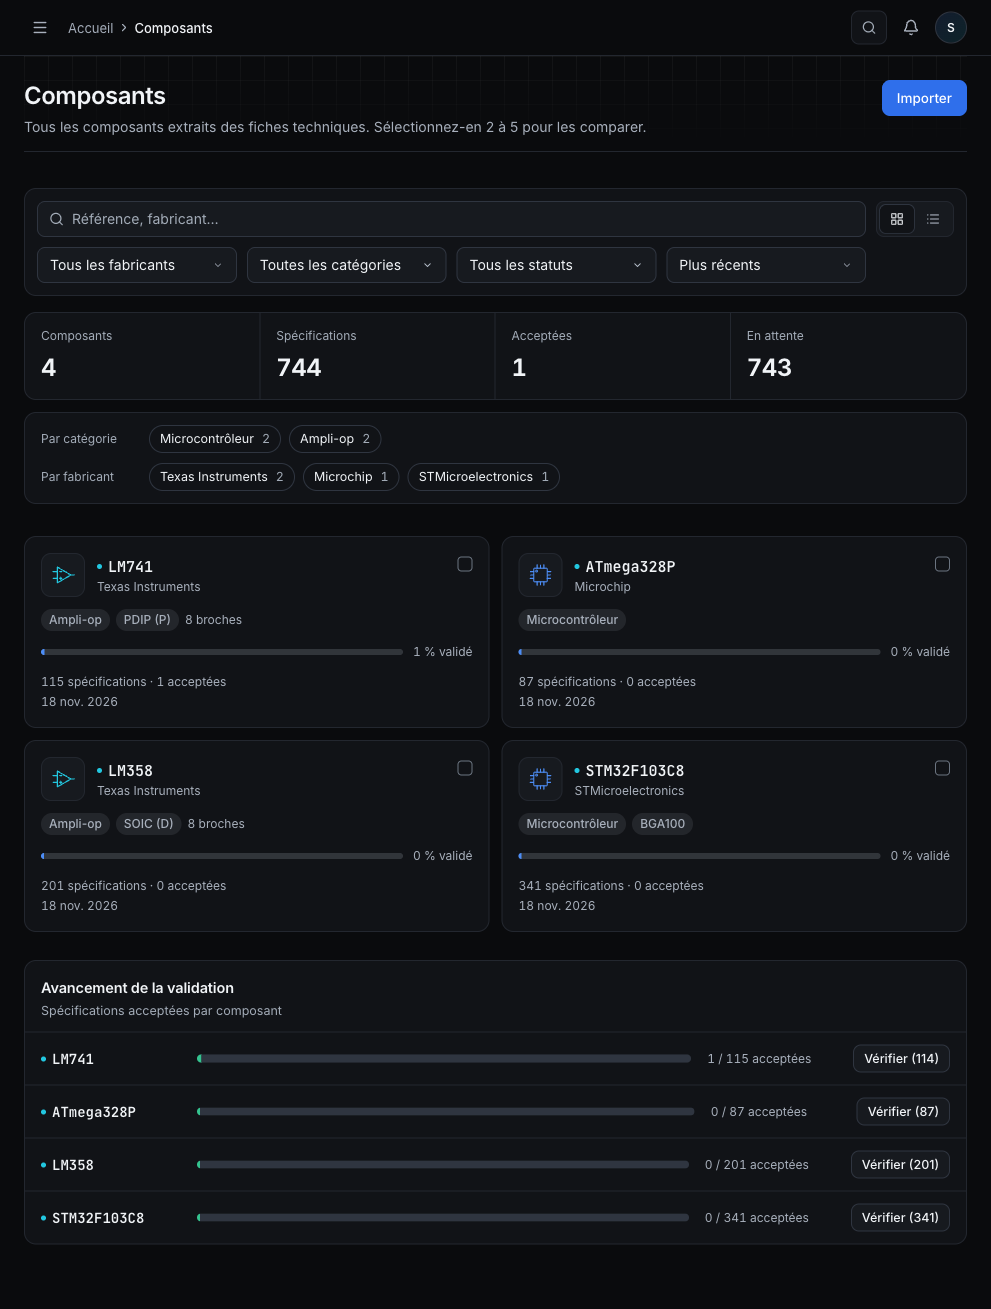 Accueil > Composants
S
Composants
Importer
Tous les composants extraits des fiches techniques. Sélectionnez-en 2 à 5 pour les comparer.
Référence, fabricant...
Tous les fabricants
Toutes les catégories
Tous les statuts
Plus récents
Composants
Spécifications
Acceptées
En attente
4
744
1
743
Par catégorie
Microcontrôleur 2
Ampli-op 2
Par fabricant
Texas Instruments 2
Microchip 1
STMicroelectronics 1
LM741
Texas Instruments
Ampli-op PDIP (P) 8 broches
1 % validé
115 spécifications · 1 acceptées
18 nov. 2026
ATmega328P
Microchip
Microcontrôleur
0 % validé
87 spécifications · 0 acceptées
18 nov. 2026
LM358
Texas Instruments
Ampli-op SOIC (D) 8 broches
0 % validé
201 spécifications · 0 acceptées
18 nov. 2026
STM32F103C8
STMicroelectronics
Microcontrôleur BGA100
0 % validé
341 spécifications · 0 acceptées
18 nov. 2026
Avancement de la validation
Spécifications acceptées par composant
LM741 1 / 115 acceptées Vérifier (114)
ATmega328P 0 / 87 acceptées Vérifier (87)
LM358 0 / 201 acceptées Vérifier (201)
STM32F103C8 0 / 341 acceptées Vérifier (341)